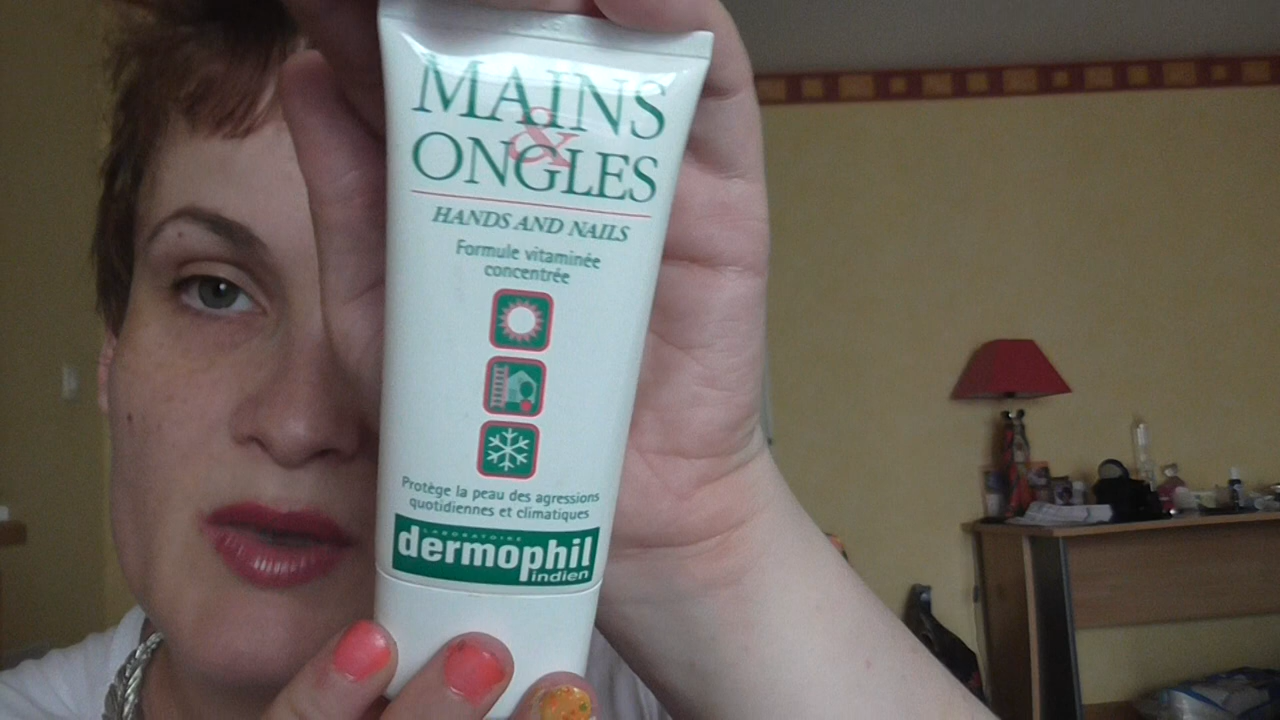 MAINS
&
ONGLES
HANDS AND NAILS
Formule vitaminée
concentrée
Protège la peau des agressions
quotidiennes et climatiques
LABORATOIRE
dermophil
indien